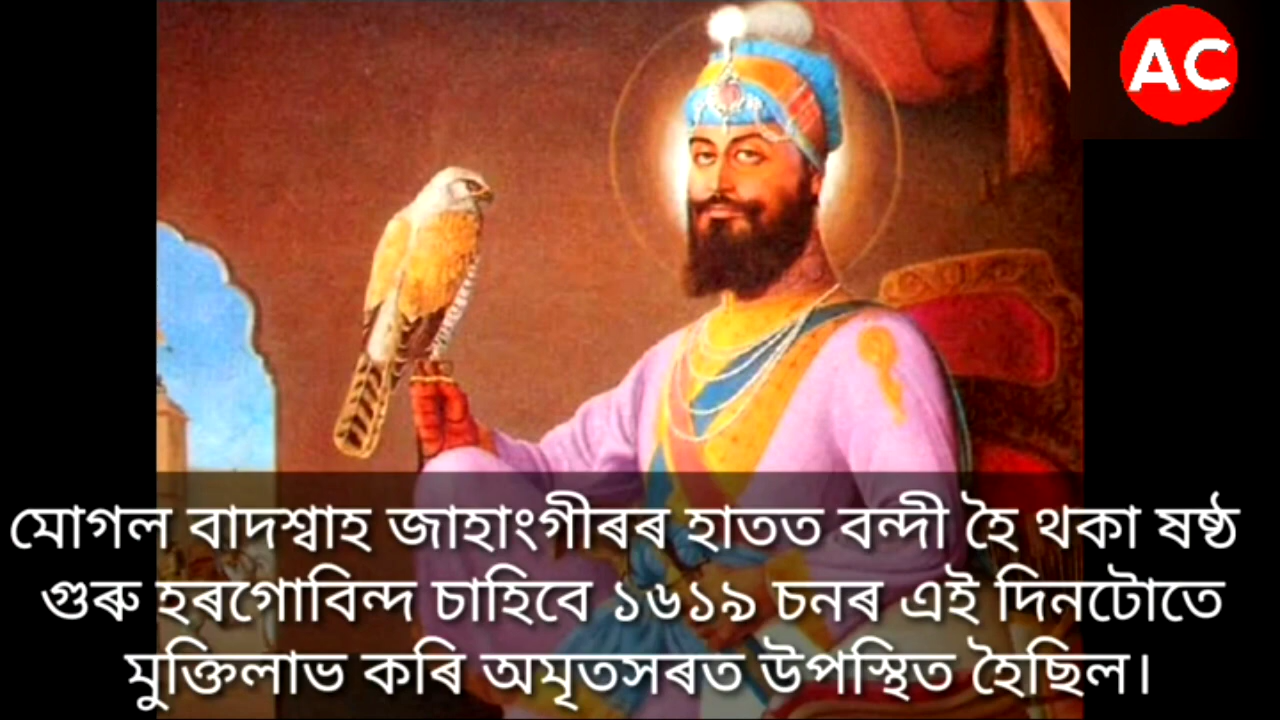 AC
মোগল বাদশ্বাহ জাহাংগীৰৰ হাতত বন্দী হৈ থকা ষষ্ঠ
গুৰু হৰগোবিন্দ চাহিবে ১৬১৯ চনৰ এই দিনটোতে
মুক্তিলাভ কৰি অমৃতসৰত উপস্থিত হৈছিল।